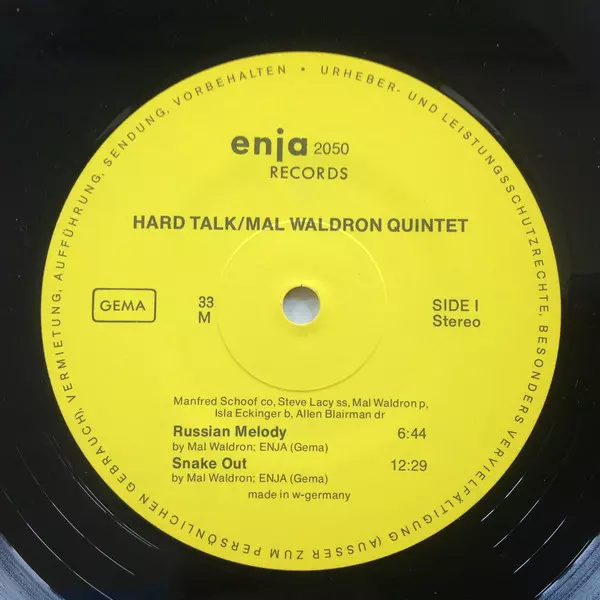 URHEBER- UND LEISTUNGSSCHUTZRECHTE, BESONDERS VERVIELFÄLTIGUNG (AUSSER ZUM PERSÖNLICHEN GEBRAUCH), VERMIETUNG, AUFFÜHRUNG, SENDUNG, VORBEHALTEN •
enja 2050
RECORDS
HARD TALK/MAL WALDRON QUINTET
GEMA
33
M
SIDE I
Stereo
Manfred Schoof co, Steve Lacy ss, Mal Waldron p,
Isla Eckinger b, Allen Blairman dr
Russian Melody 6:44
by Mal Waldron; ENJA (Gema)
Snake Out 12:29
by Mal Waldron; ENJA (Gema)
made in w-germany